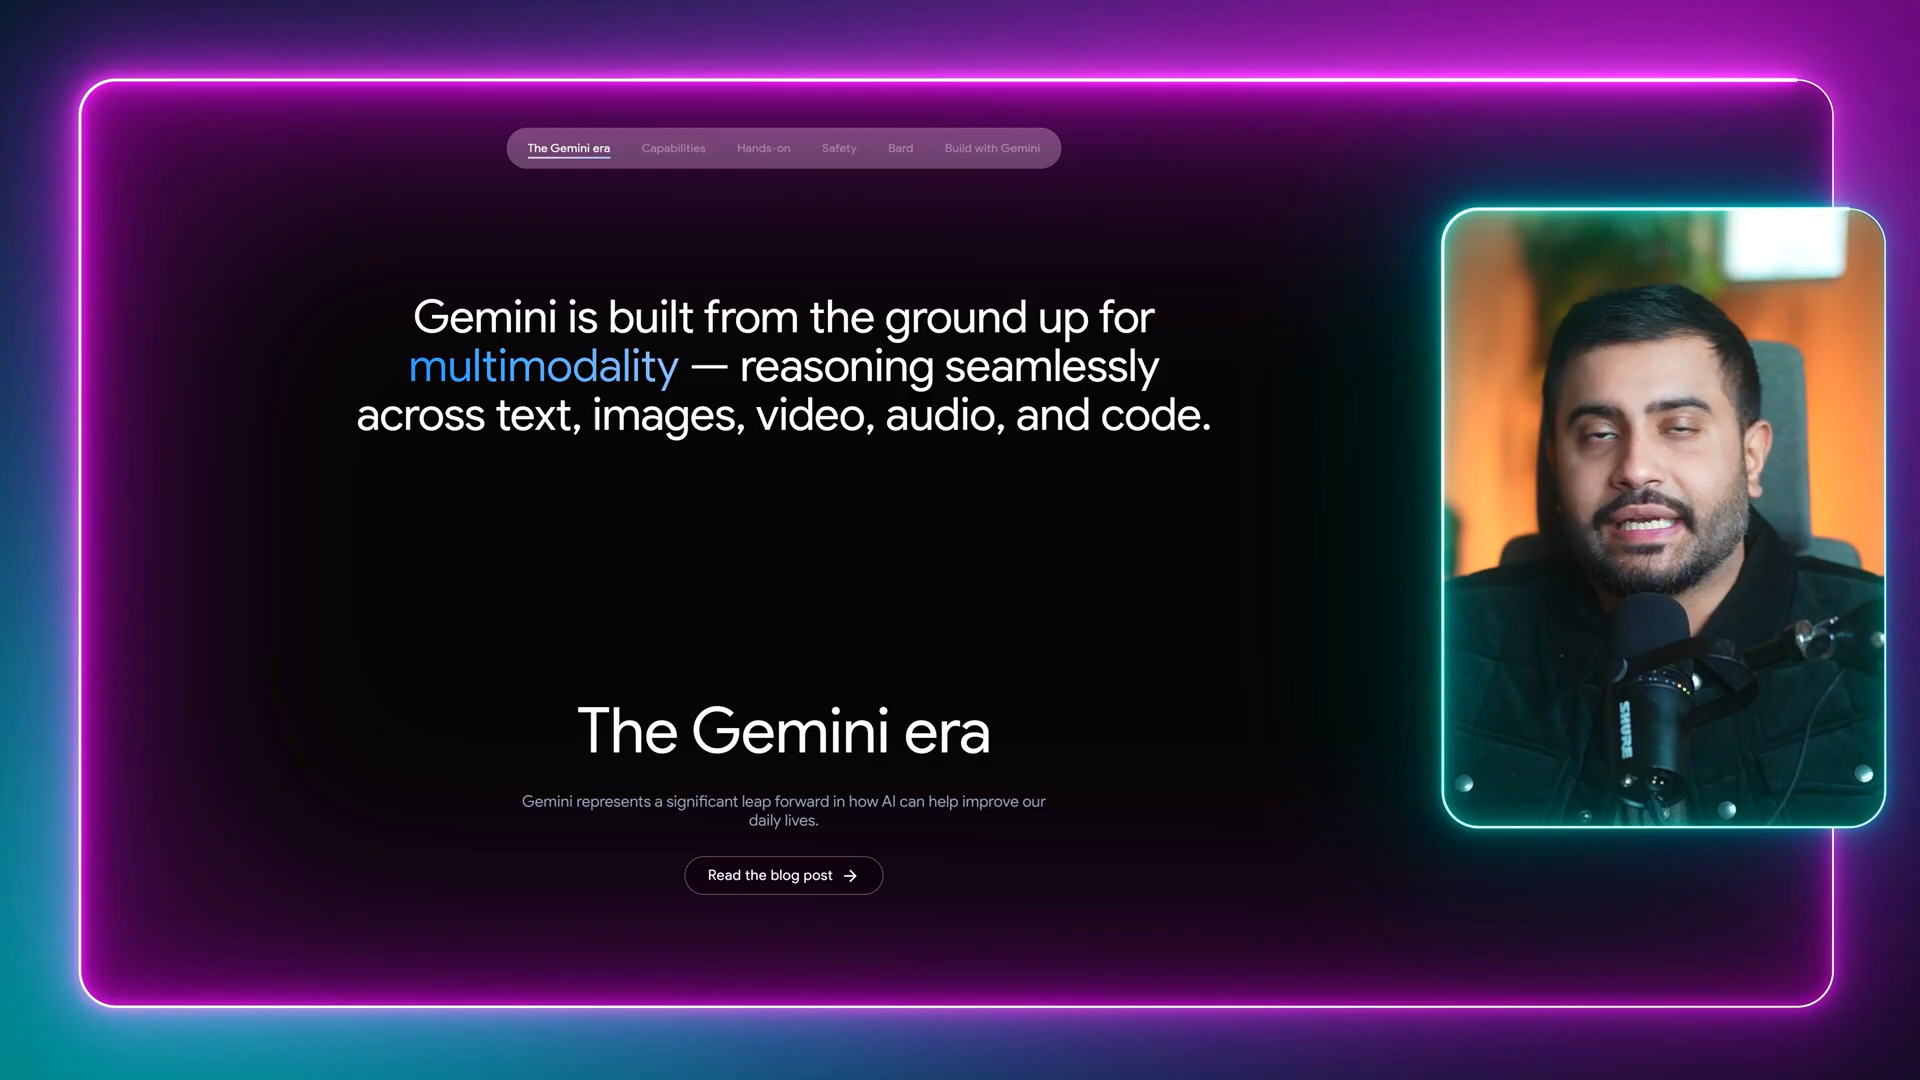 The Gemini era Capabilities Hands-on Safety Bard Build with Gemini
Gemini is built from the ground up for
multimodality — reasoning seamlessly
across text, images, video, audio, and code.
The Gemini era
Gemini represents a significant leap forward in how AI can help improve our
daily lives.
Read the blog post →
SHURE